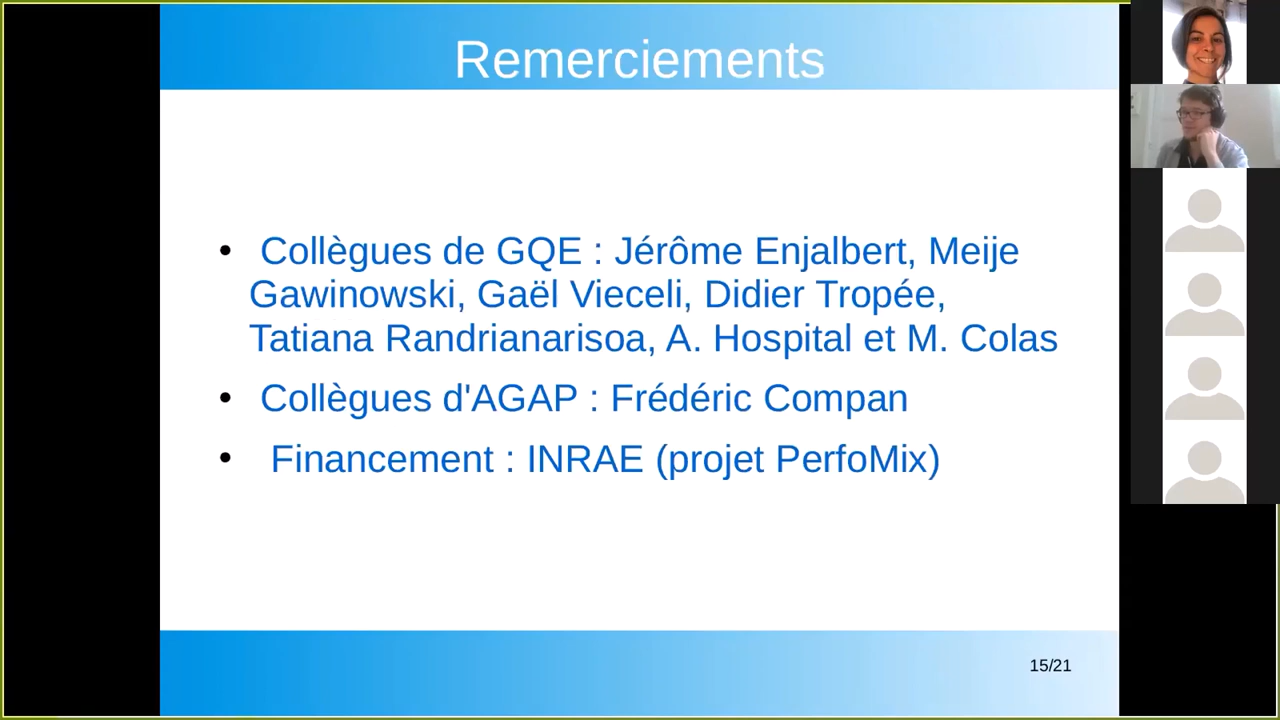 Remerciements
• Collègues de GQE : Jérôme Enjalbert, Meije
Gawinowski, Gaël Vieceli, Didier Tropée,
Tatiana Randrianarisoa, A. Hospital et M. Colas
• Collègues d'AGAP : Frédéric Compan
• Financement : INRAE (projet PerfoMix)
15/21